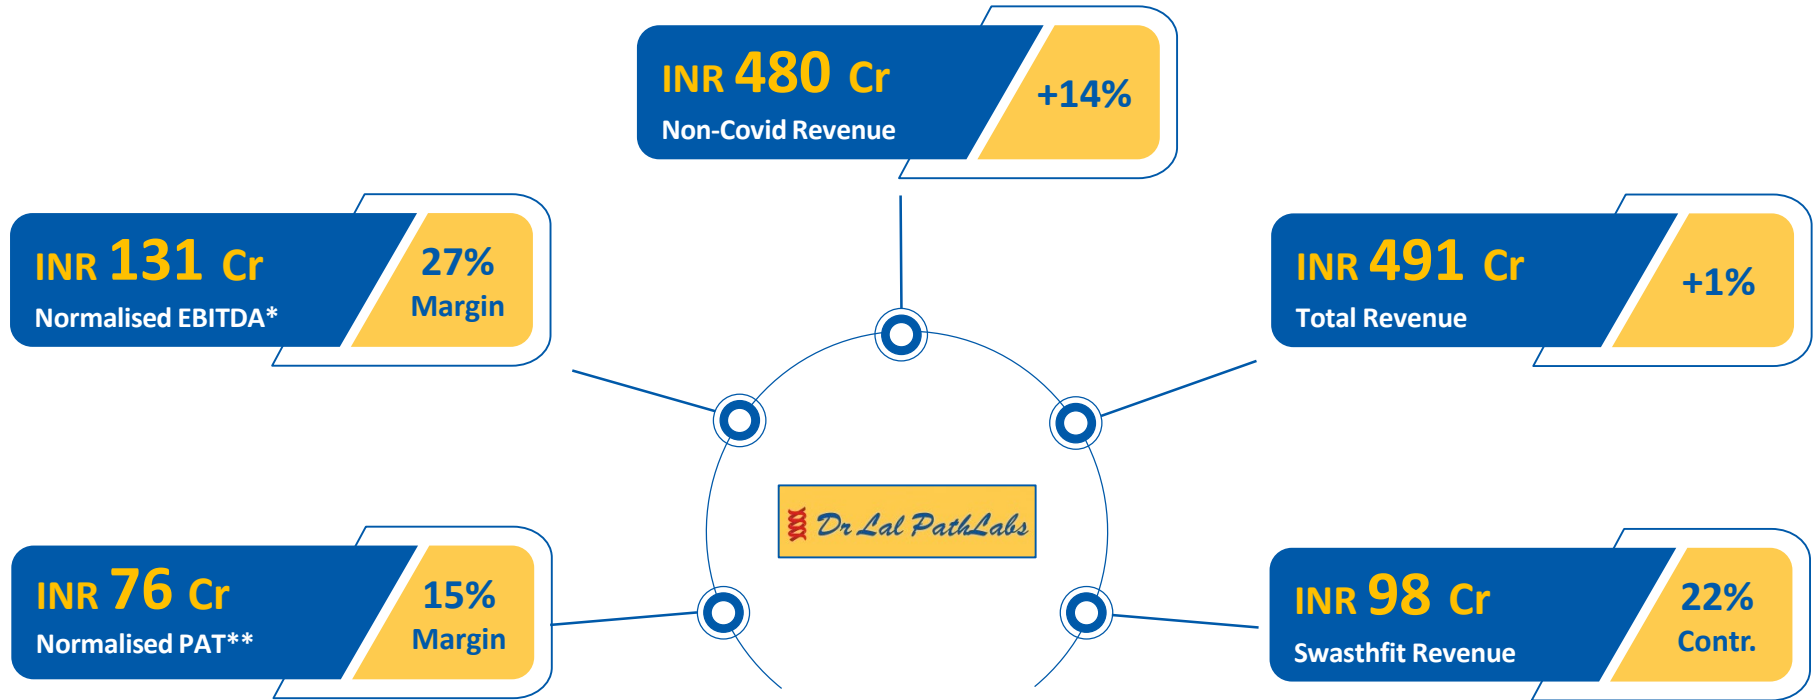 INR 480 Cr
Non-Covid Revenue
+14%
INR 131 Cr
Normalised EBITDA*
27%
Margin
INR 491 Cr
Total Revenue
+1%
Dr Lal PathLabs
INR 76 Cr
Normalised PAT**
15%
Margin
INR 98 Cr
Swasthfit Revenue
22%
Contr.